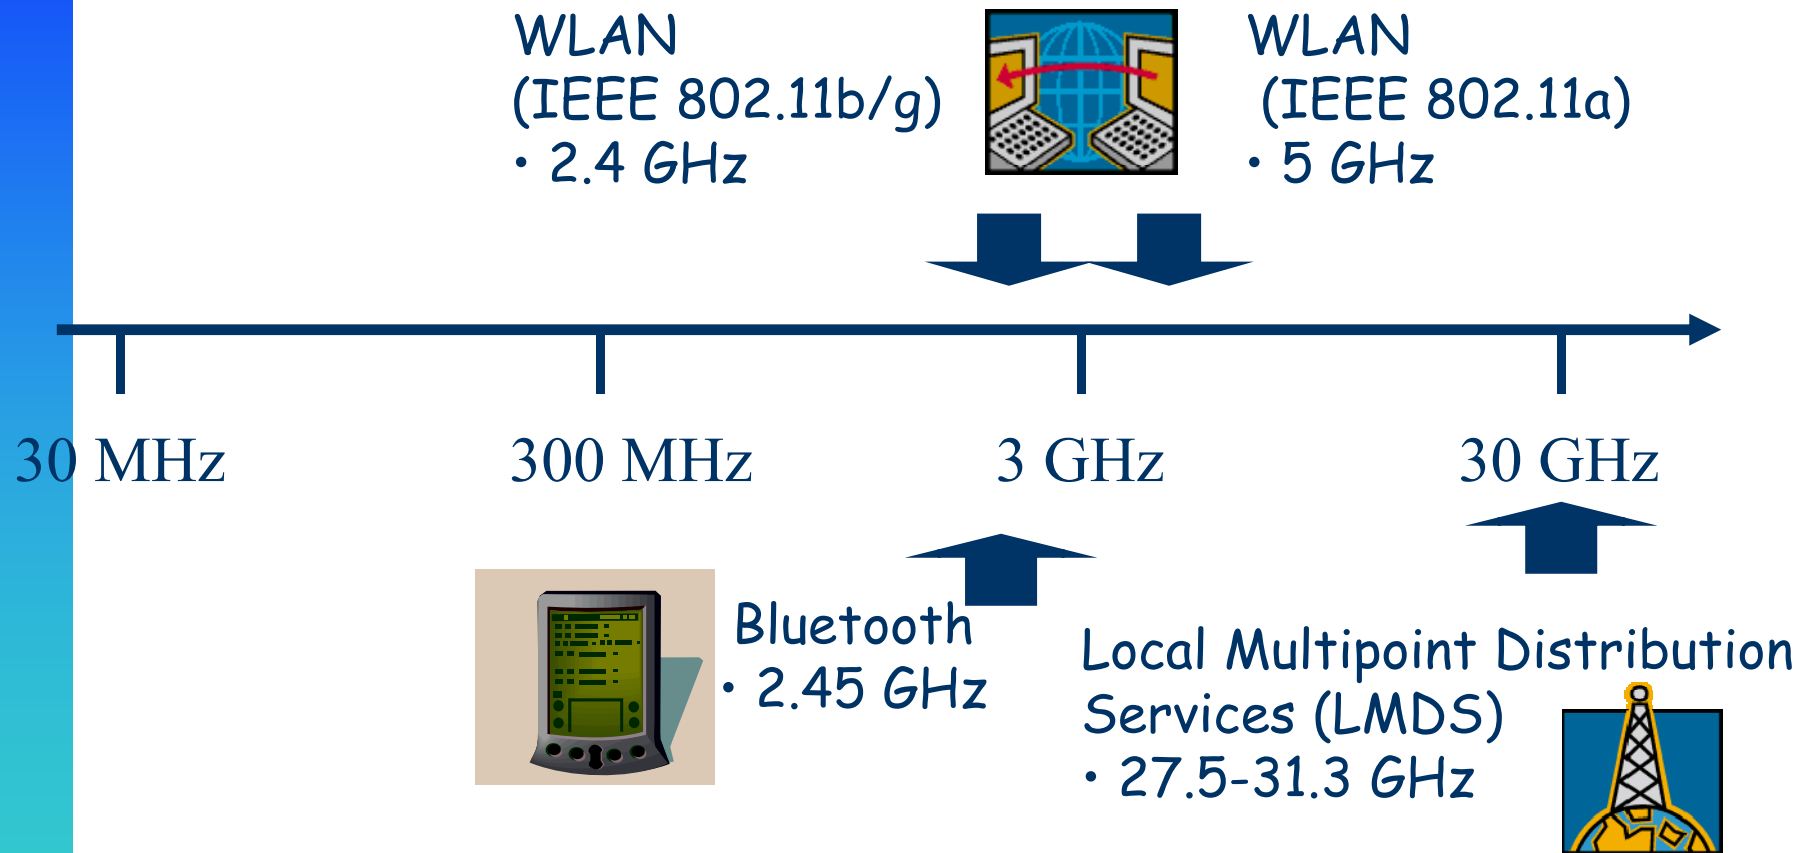 WLAN
(IEEE 802.11b/g)
• 2.4 GHz
WLAN
(IEEE 802.11a)
• 5 GHz
30 MHz
300 MHz
3 GHz
30 GHz
Bluetooth
• 2.45 GHz
Local Multipoint Distribution
Services (LMDS)
• 27.5-31.3 GHz